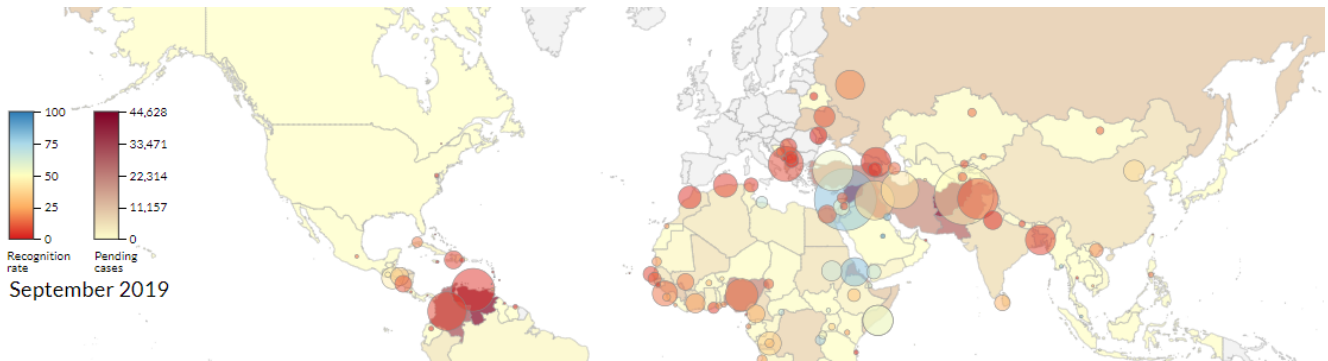 100
75
50
25
0
44,628
33,471
22,314
11,157
0
Recognition
rate
Pending
cases
September 2019